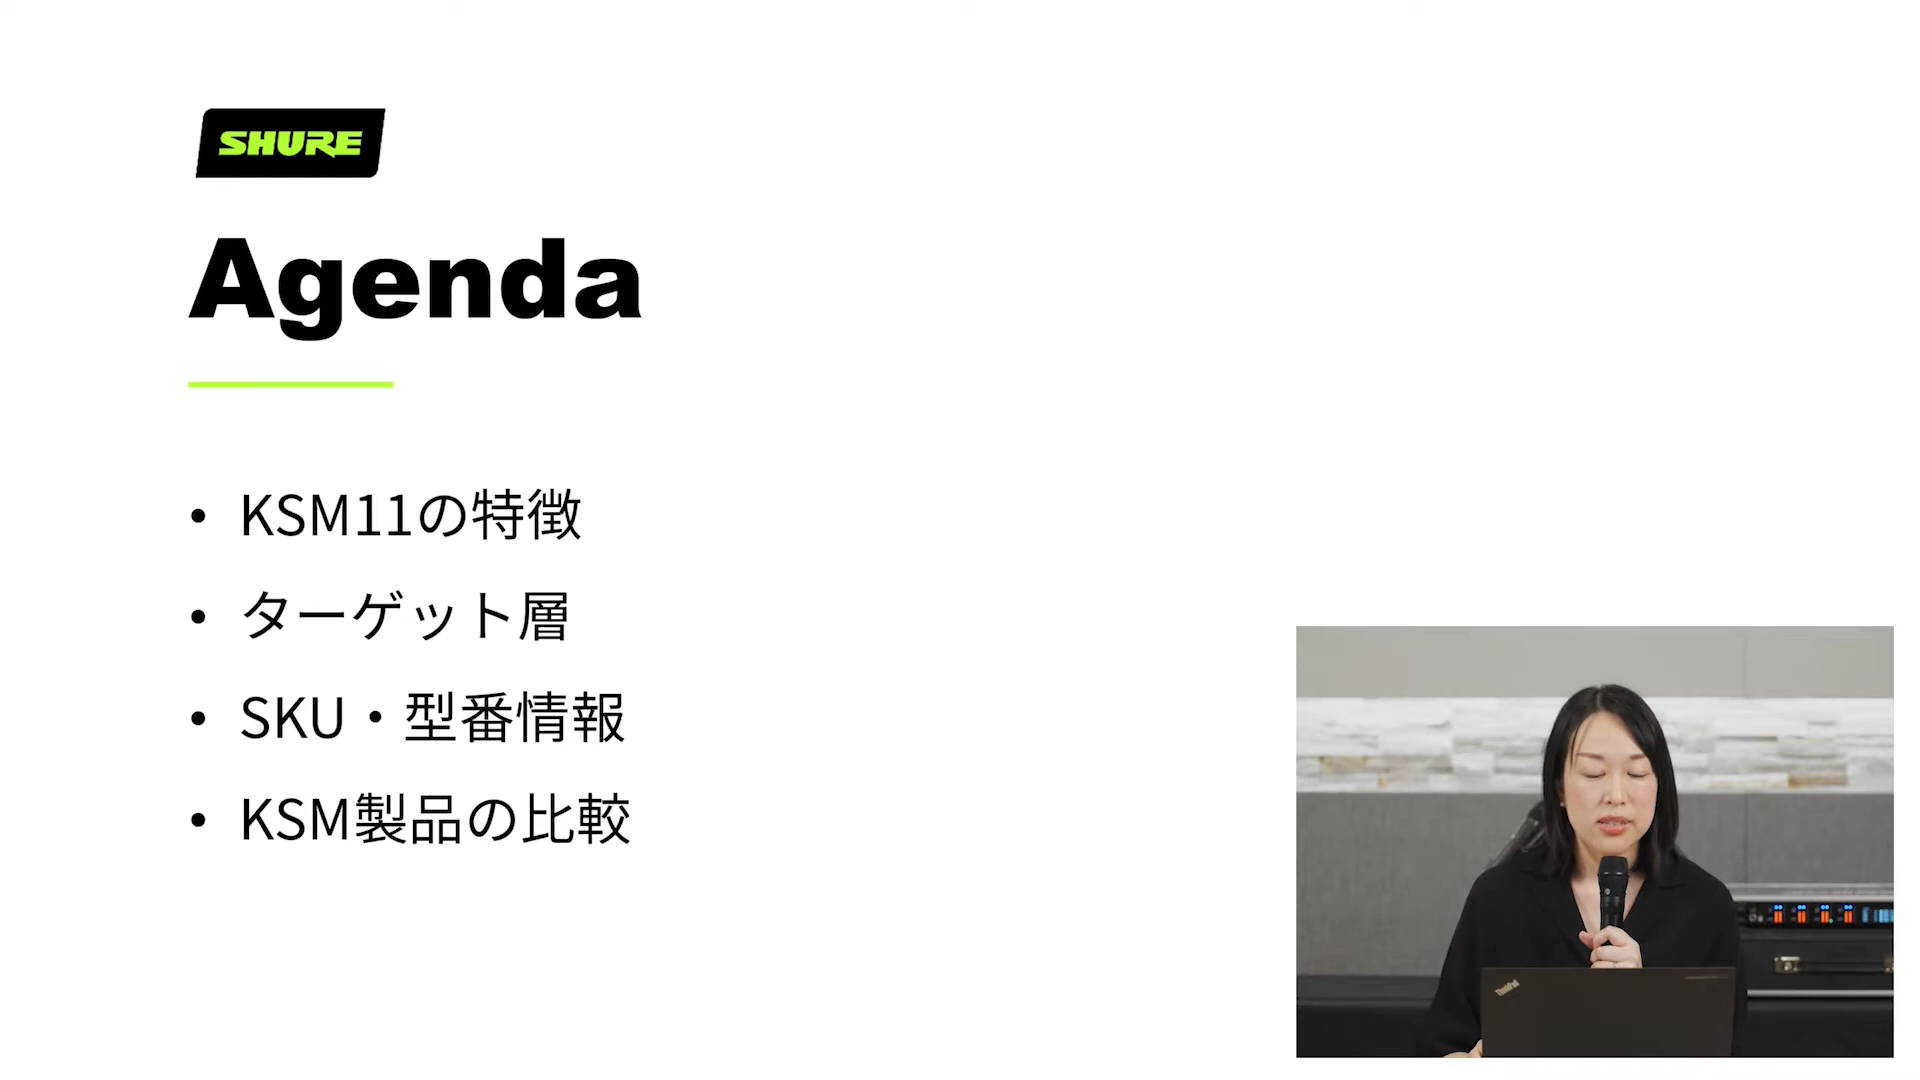 SHURE
Agenda
• KSM11の特徴
• ターゲット層
• SKU・型番情報
• KSM製品の比較
ThinkPad